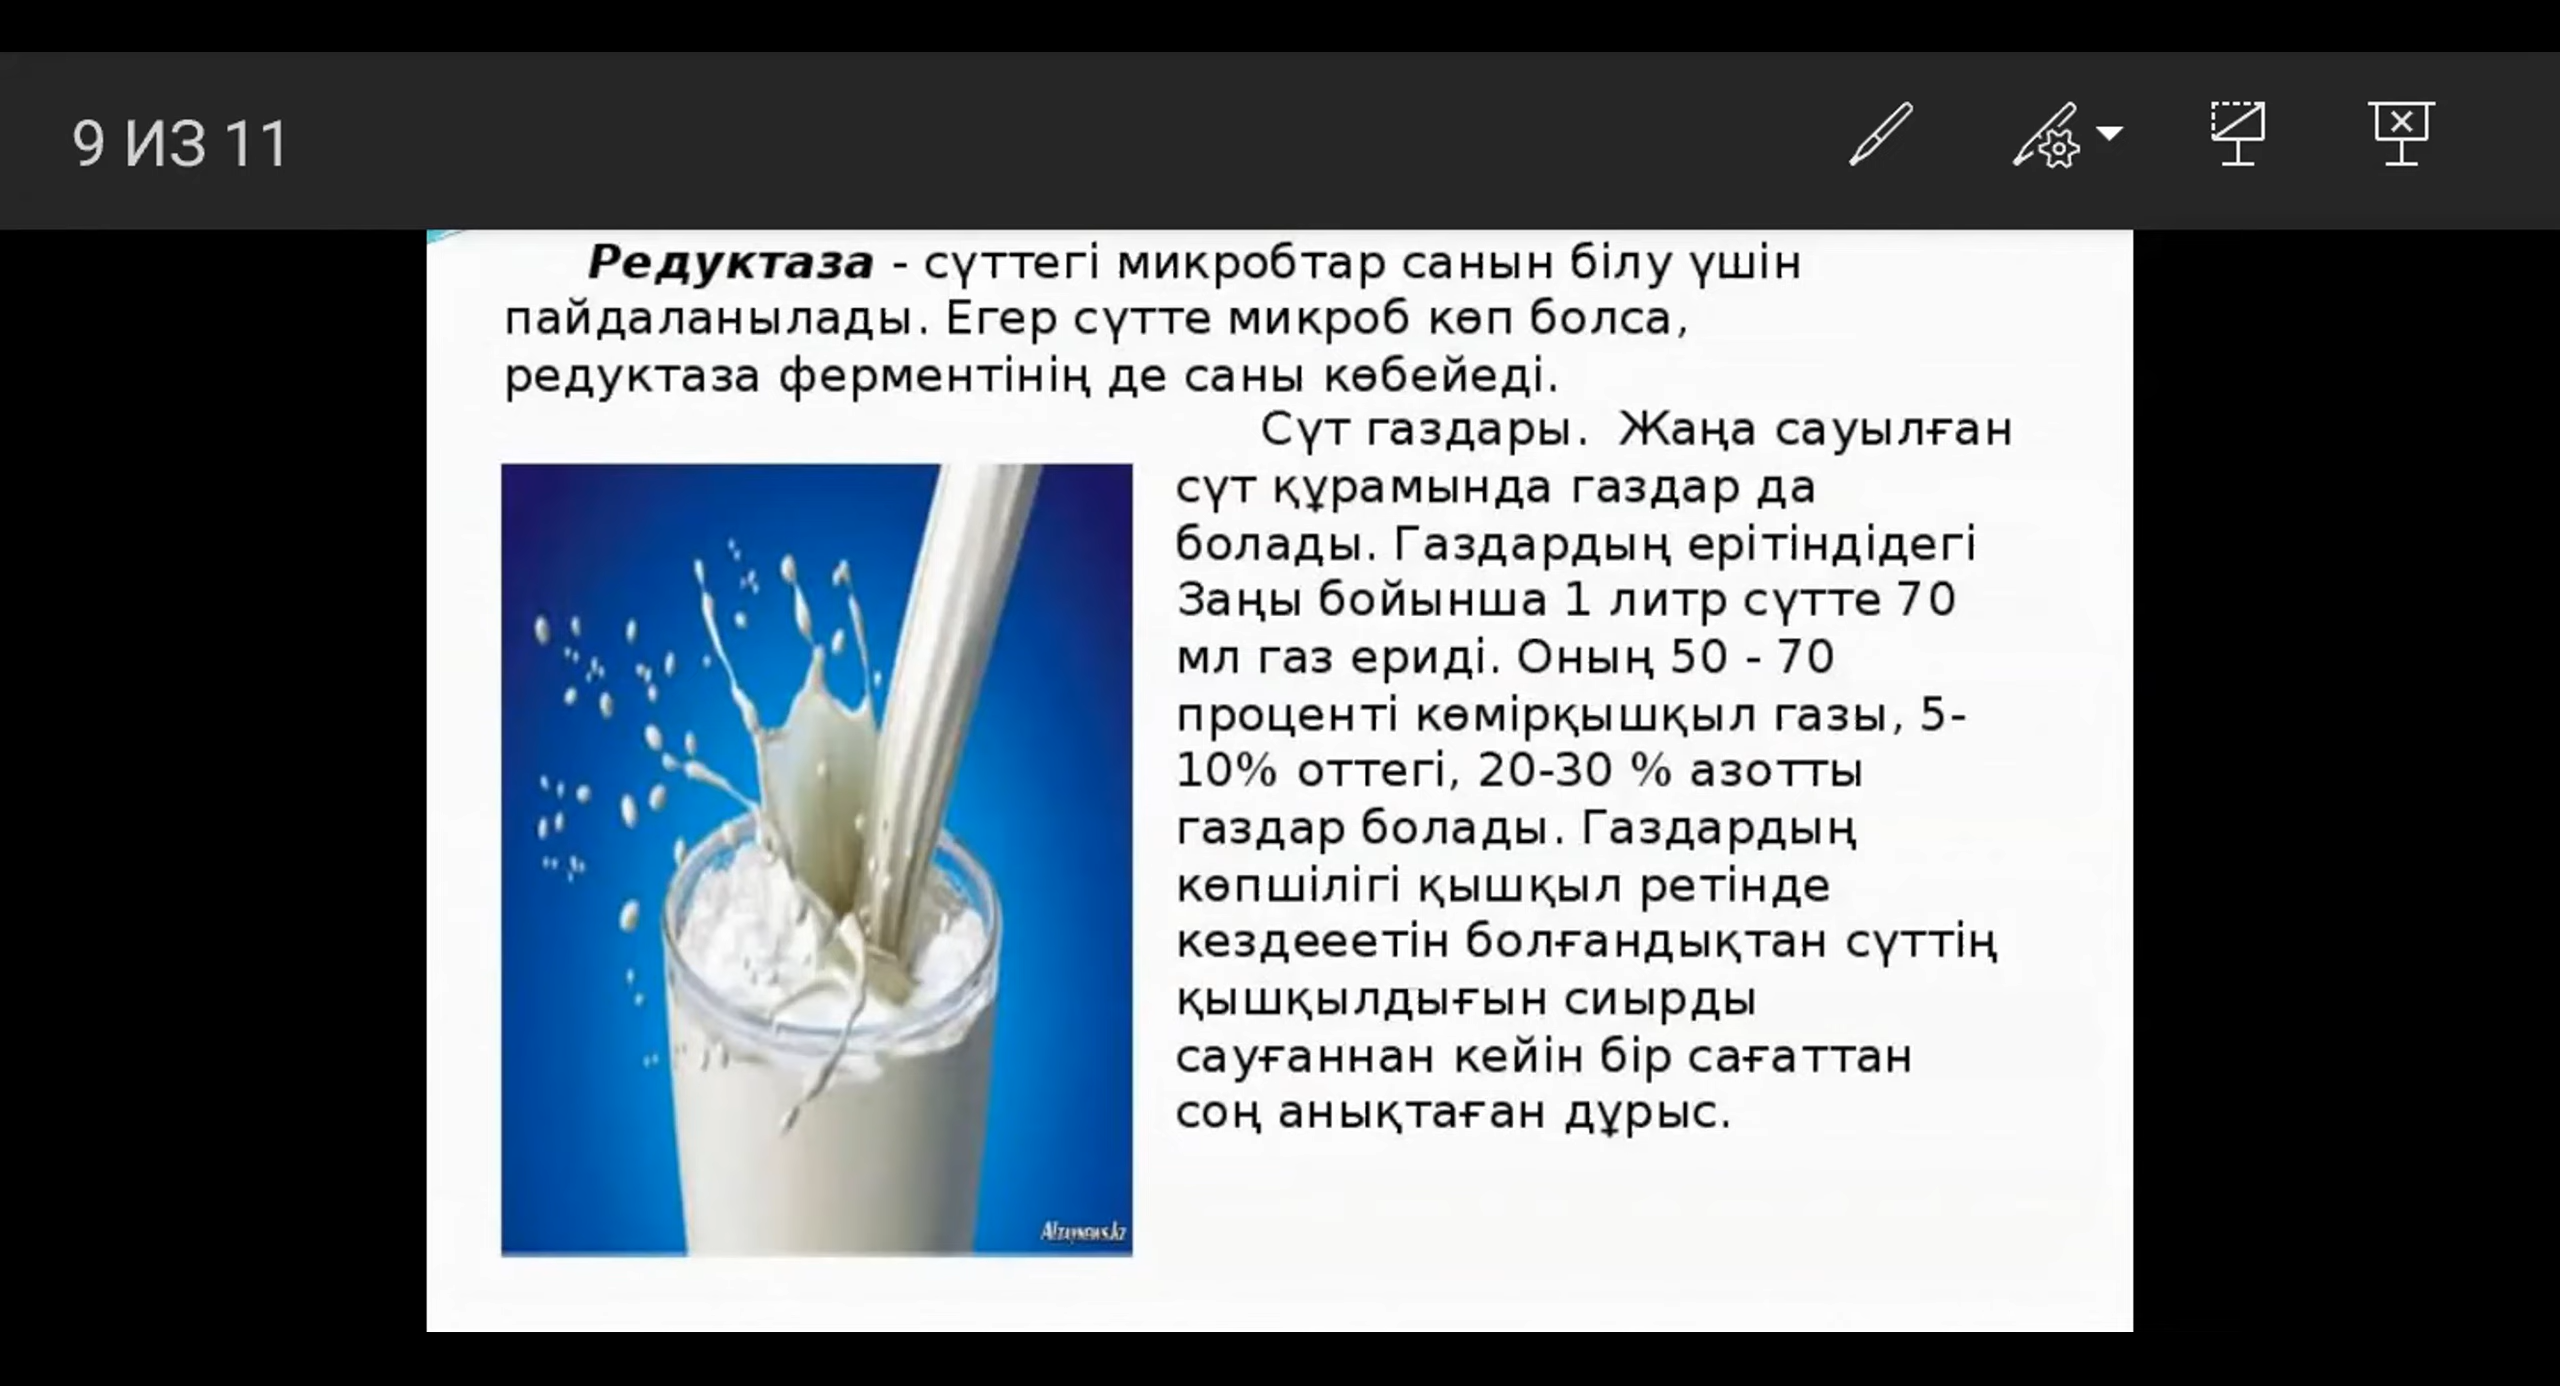 9 ИЗ 11
Редуктаза - сүттегі микробтар санын білу үшін
пайдаланылады. Егер сүтте микроб көп болса,
редуктаза ферментінің де саны көбейеді.
Сүт газдары. Жаңа сауылған
сүт құрамында газдар да
болады. Газдардың ерітіндідегі
Заңы бойынша 1 литр сүтте 70
мл газ ериді. Оның 50 - 70
проценті көмірқышқыл газы, 5-
10% оттегі, 20-30 % азотты
газдар болады. Газдардың
көпшілігі қышқыл ретінде
кездееетін болғандықтан сүттің
қышқылдығын сиырды
сауғаннан кейін бір сағаттан
соң анықтаған дұрыс.